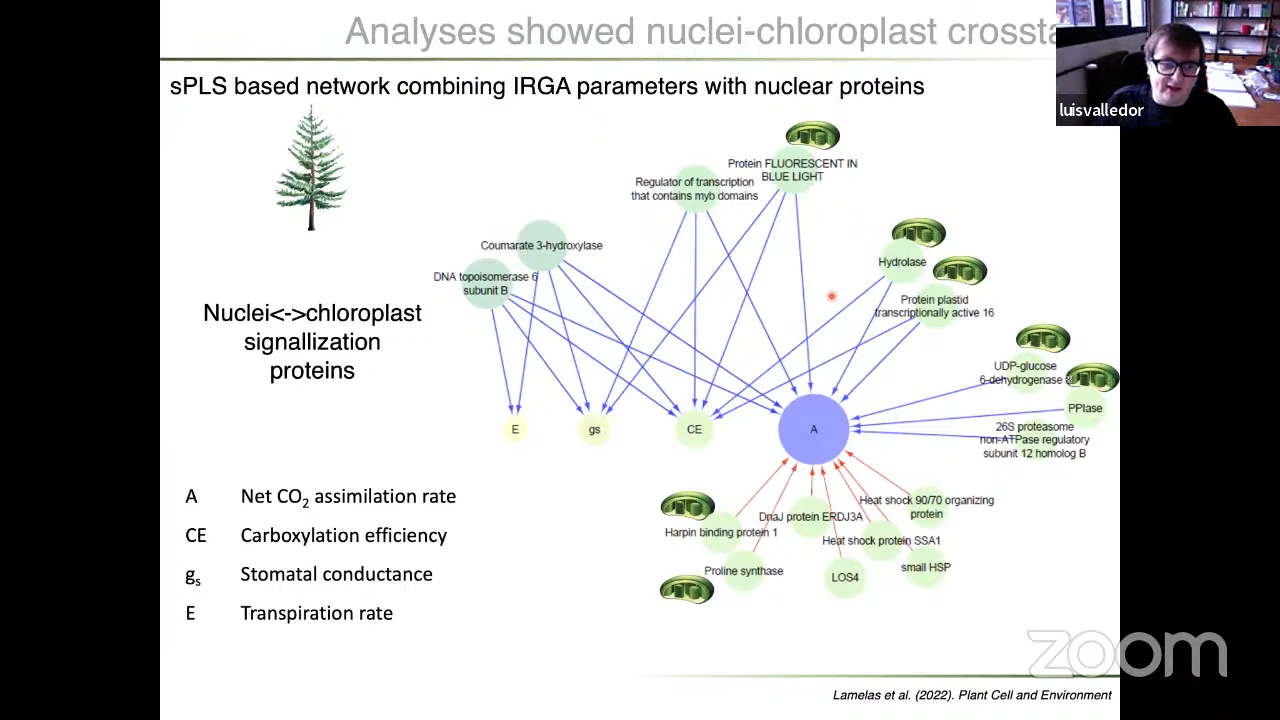 Analyses showed nuclei-chloroplast crossta
luisvalledor
sPLS based network combining IRGA parameters with nuclear proteins
Protein FLUORESCENT IN
BLUE LIGHT
Regulator of transcription
that contains myb domains
Coumarate 3-hydroxylase
DNA topoisomerase 6
subunit B
Hydrolase
Protein plastid
transcriptionally active 16
Nuclei<->chloroplast
signallization
proteins
UDP-glucose
6-dehydrogenase
PPIase
26S proteasome
non-ATPase regulatory
subunit 12 homolog B
E
gs
CE
A
A Net CO2 assimilation rate
CE Carboxylation efficiency
gs Stomatal conductance
E Transpiration rate
Heat shock 90/70 organizing
protein
DnaJ protein ERDJ3A
Harpin binding protein 1
Heat shock protein SSA1
Proline synthase
LOS4
small HSP
zoom
Lamelas et al. (2022). Plant Cell and Environment